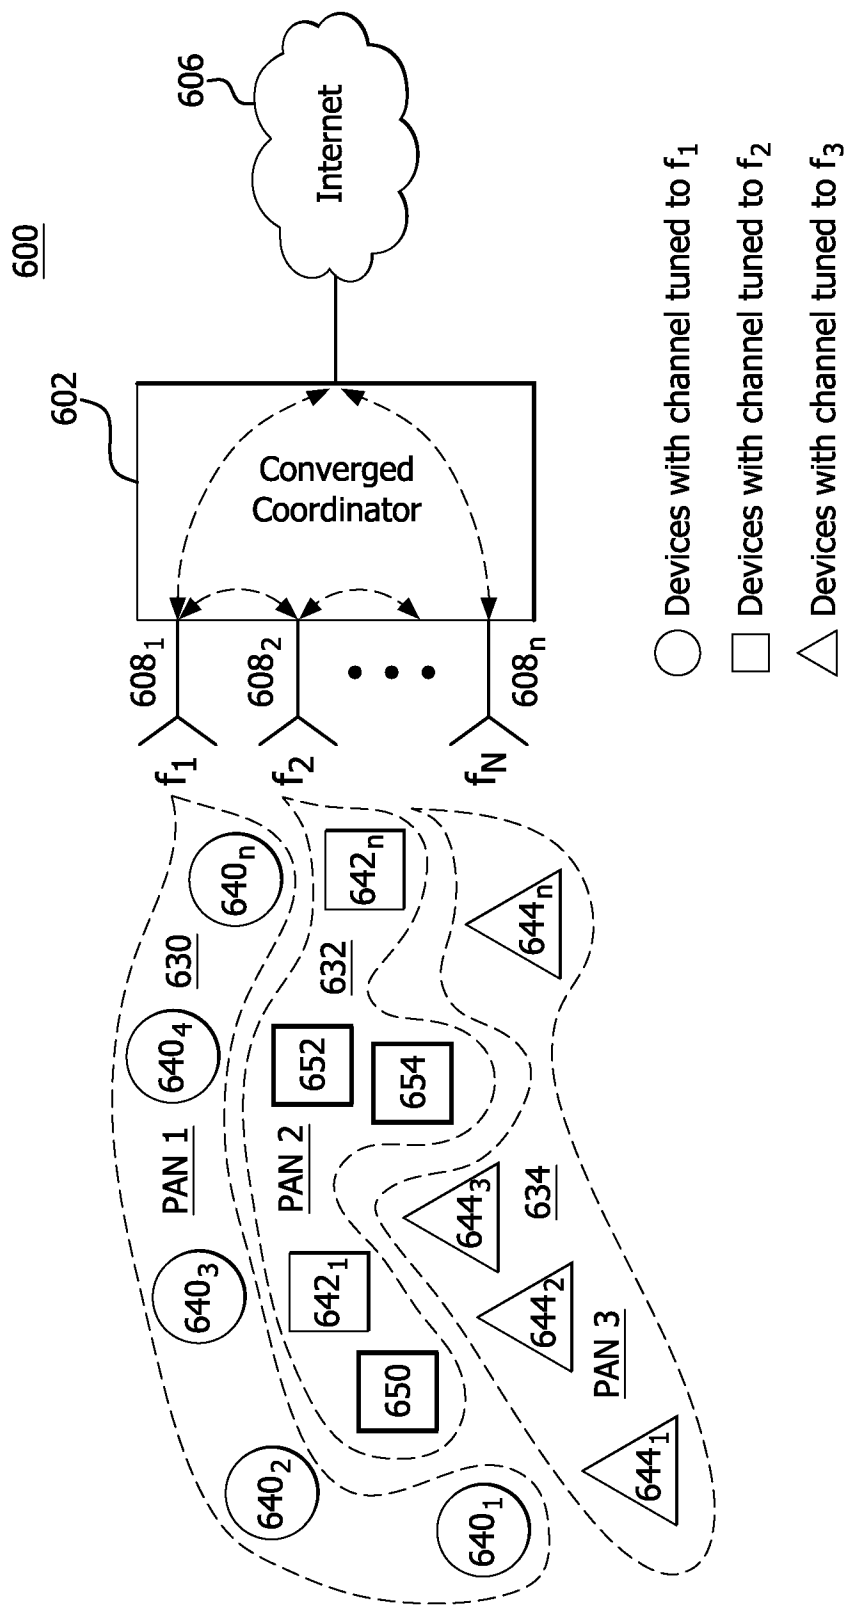 600
606
Internet
602
Converged
Coordinator
608₁
608₂
608ₙ
f₁
f₂
f_N
640ₙ
630
640₄
PAN 1
640₃
640₂
640₁
642ₙ
632
652
654
PAN 2
642₁
650
644ₙ
634
644₃
644₂
PAN 3
644₁
Devices with channel tuned to f₁
Devices with channel tuned to f₂
Devices with channel tuned to f₃